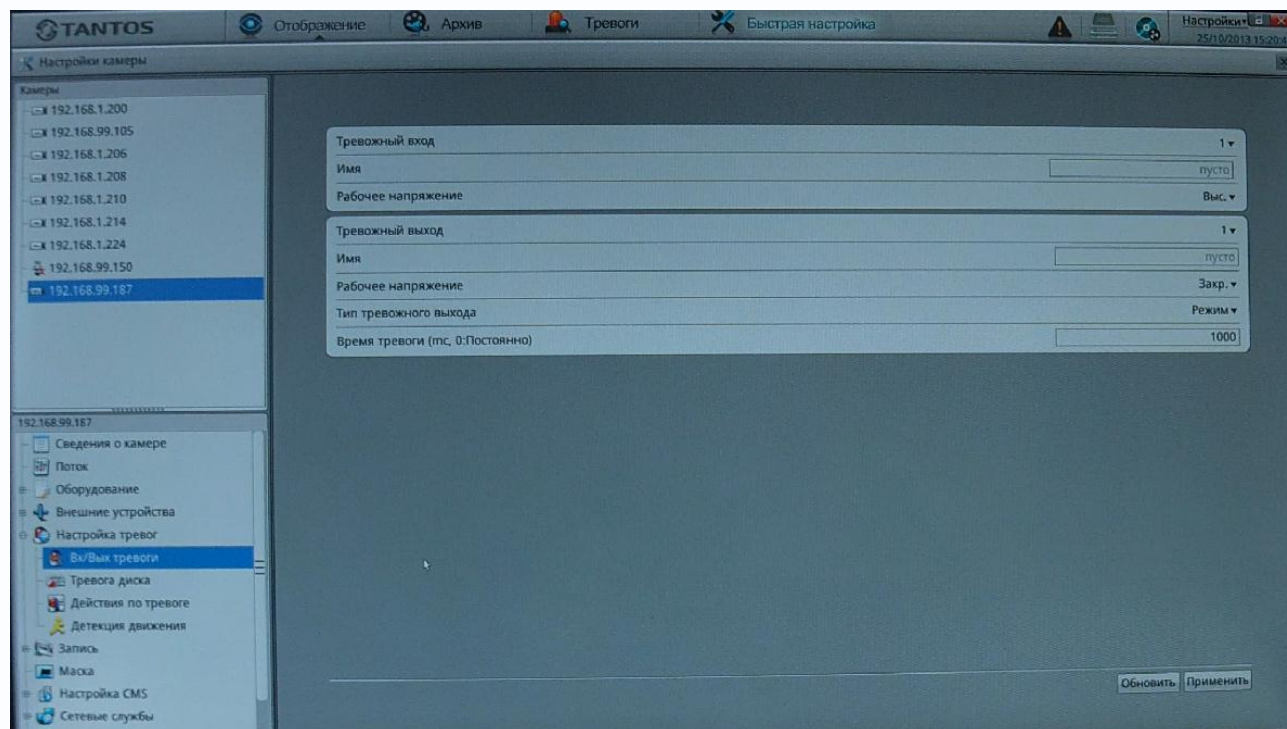 TANTOS
Отображение
Архив
Тревоги
Быстрая настройка
Настройки
25/10/2013 15:20:4
Настройки камеры
Камеры
192.168.1.200
192.168.99.105
192.168.1.206
192.168.1.208
192.168.1.210
192.168.1.214
192.168.1.224
192.168.99.150
192.168.99.187
Тревожный вход 1
Имя пусто
Рабочее напряжение Выс.
Тревожный выход 1
Имя пусто
Рабочее напряжение Закр.
Тип тревожного выхода Режим
Время тревоги (mc, 0:Постоянно) 1000
192.168.99.187
Сведения о камере
Поток
Оборудование
Внешние устройства
Настройка тревог
Вх/Вых тревоги
Тревога диска
Действия по тревоге
Детекция движения
Запись
Маска
Настройка CMS
Сетевые службы
Обновить Применить